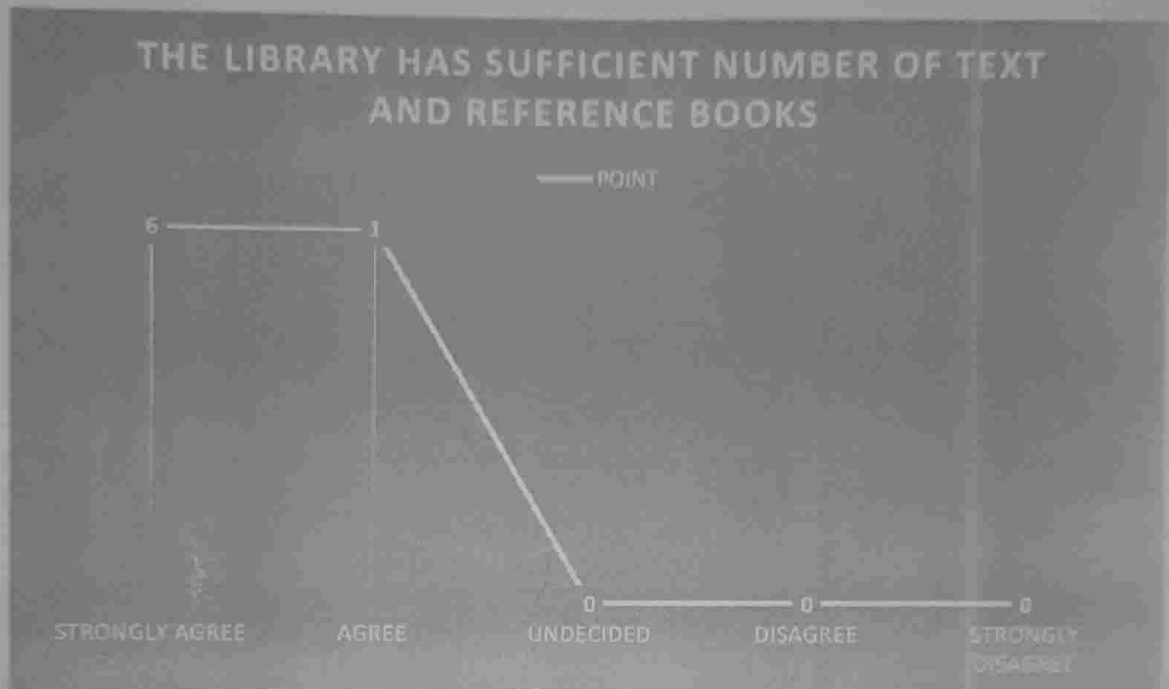 THE LIBRARY HAS SUFFICIENT NUMBER OF TEXT
AND REFERENCE BOOKS
POINT
6
1
0
0
0
STRONGLY AGREE
AGREE
UNDECIDED
DISAGREE
STRONGLY
DISAGREE